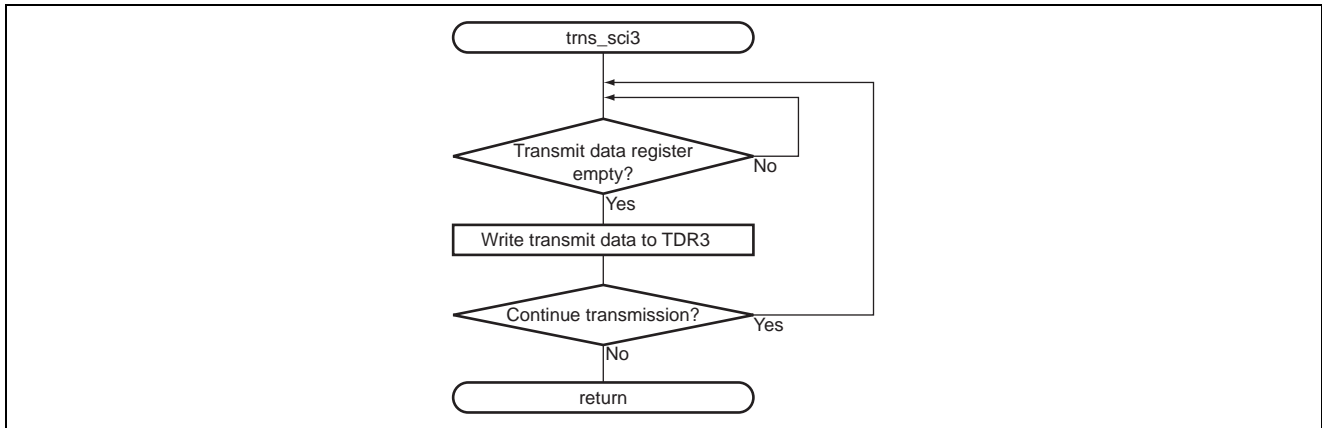 trns_sci3
Transmit data register
empty?
No
Yes
Write transmit data to TDR3
Continue transmission?
Yes
No
return